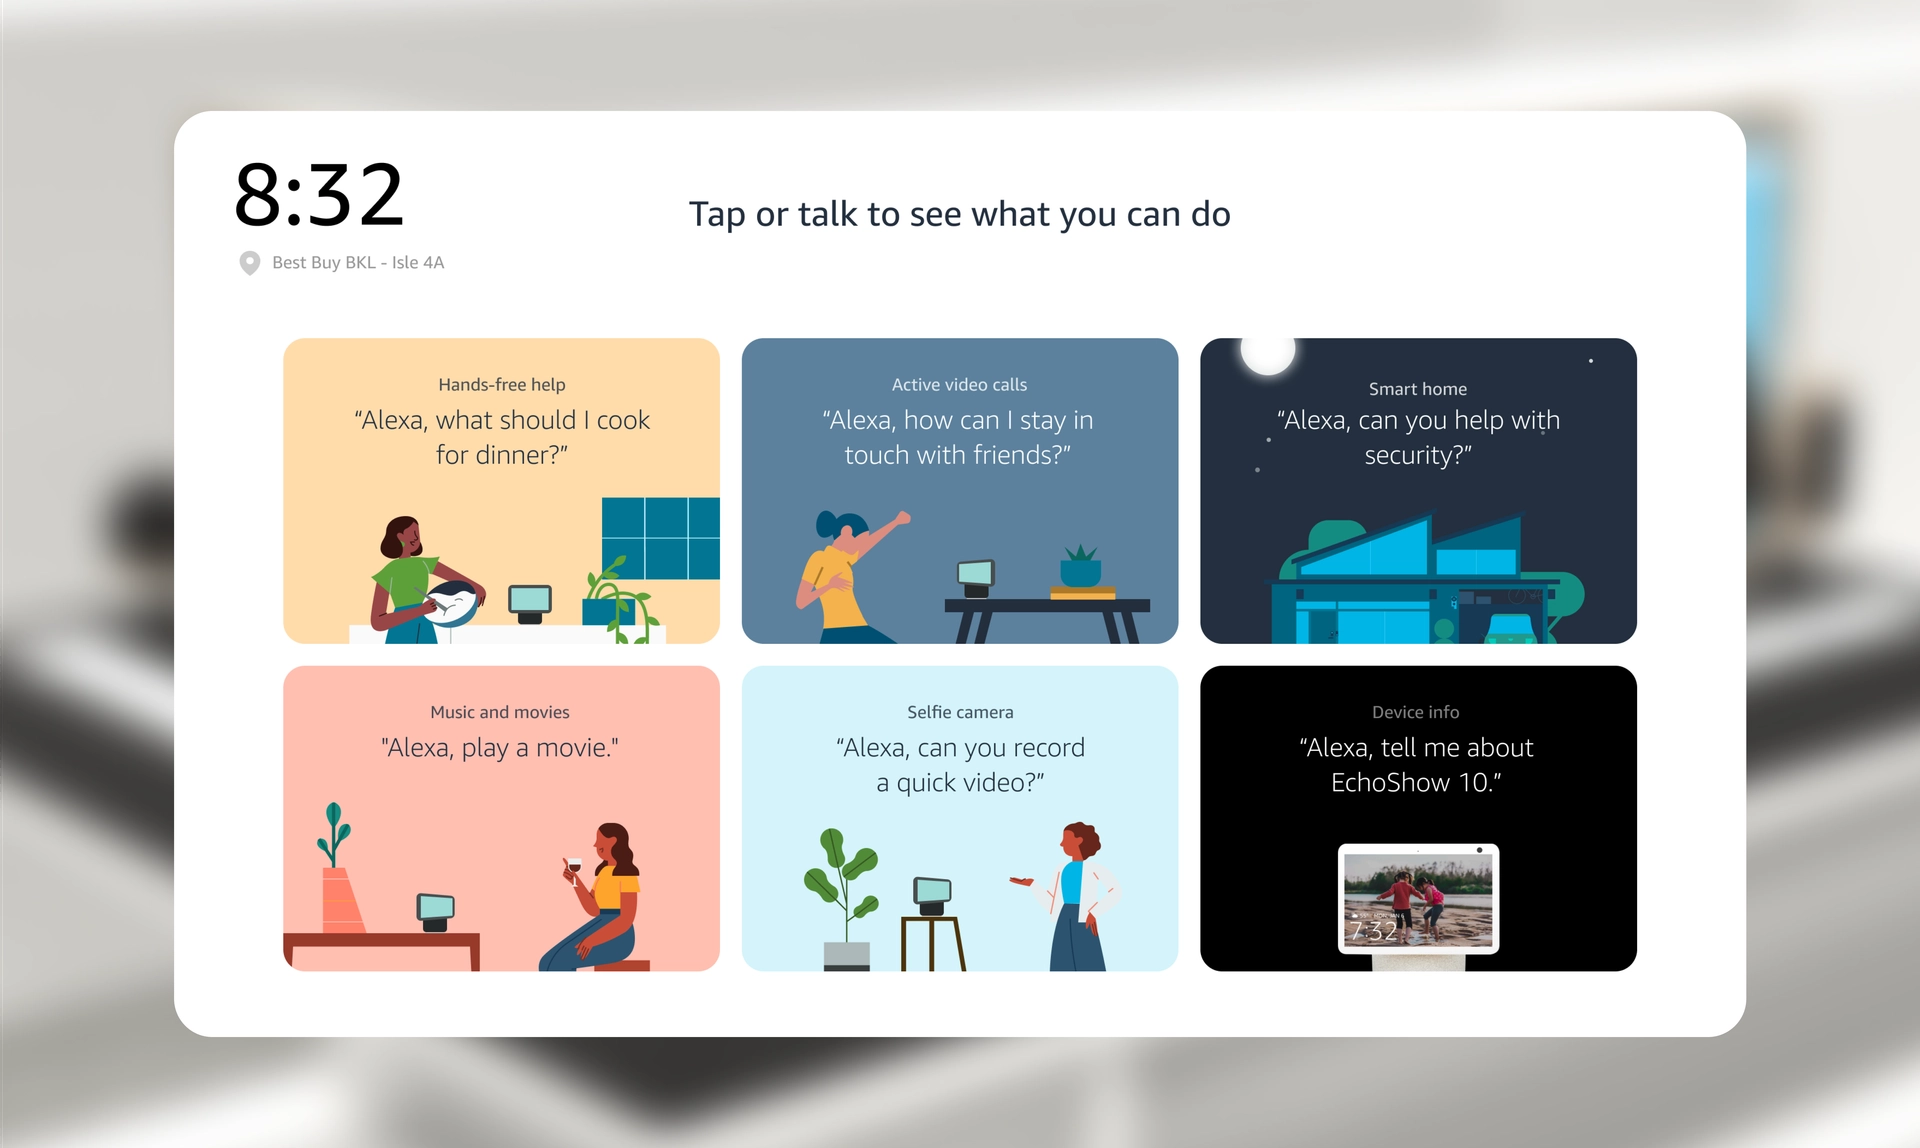 8:32
Best Buy BKL - Isle 4A
Tap or talk to see what you can do
Hands-free help
“Alexa, what should I cook
for dinner?”
Active video calls
“Alexa, how can I stay in
touch with friends?”
Smart home
“Alexa, can you help with
security?”
Music and movies
"Alexa, play a movie."
Selfie camera
“Alexa, can you record
a quick video?”
Device info
“Alexa, tell me about
EchoShow 10.”
7:32